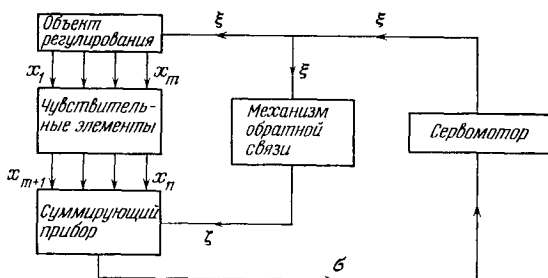 Объект
регулирования
ξ
ξ
x₁
xₘ
ξ
Чувствитель-
ные элементы
Механизм
обратной
связи
Сервомотор
xₘ₊₁
xₙ
Суммирующий
прибор
ζ
σ